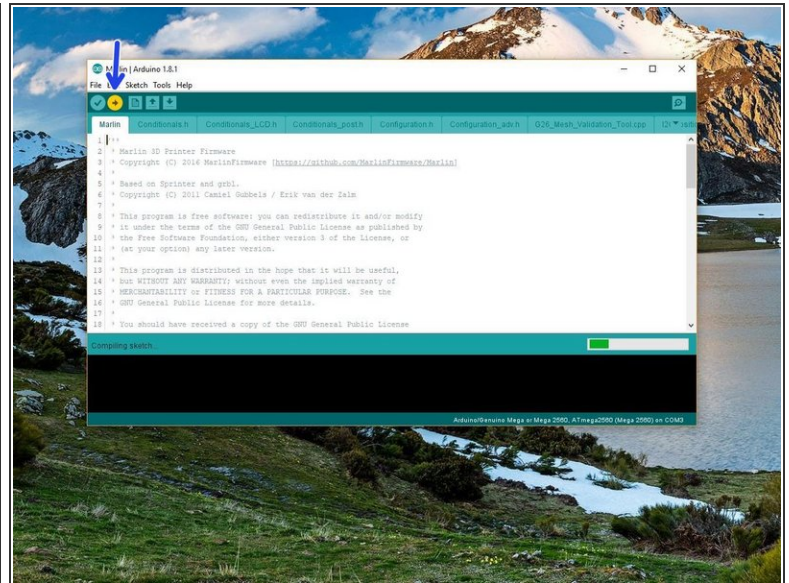 Marlin | Arduino 1.8.1
File Sketch Tools Help
Marlin Conditionals.h Conditionals_LCD.h Conditionals_post.h Configuration.h Configuration_adv.h G26_Mesh_Validation_Tool.cpp
1 /**
2 * Marlin 3D Printer Firmware
3 * Copyright (C) 2016 MarlinFirmware [https://github.com/MarlinFirmware/Marlin]
4 *
5 * Based on Sprinter and grbl.
6 * Copyright (C) 2011 Camiel Gubbels / Erik van der Zalm
7 *
8 * This program is free software: you can redistribute it and/or modify
9 * it under the terms of the GNU General Public License as published by
10 * the Free Software Foundation, either version 3 of the License, or
11 * (at your option) any later version.
12 *
13 * This program is distributed in the hope that it will be useful,
14 * but WITHOUT ANY WARRANTY; without even the implied warranty of
15 * MERCHANTABILITY or FITNESS FOR A PARTICULAR PURPOSE. See the
16 * GNU General Public License for more details.
17 *
18 * You should have received a copy of the GNU General Public License
Compiling sketch...
Arduino/Genuino Mega or Mega 2560, ATmega2560 (Mega 2560) on COM3